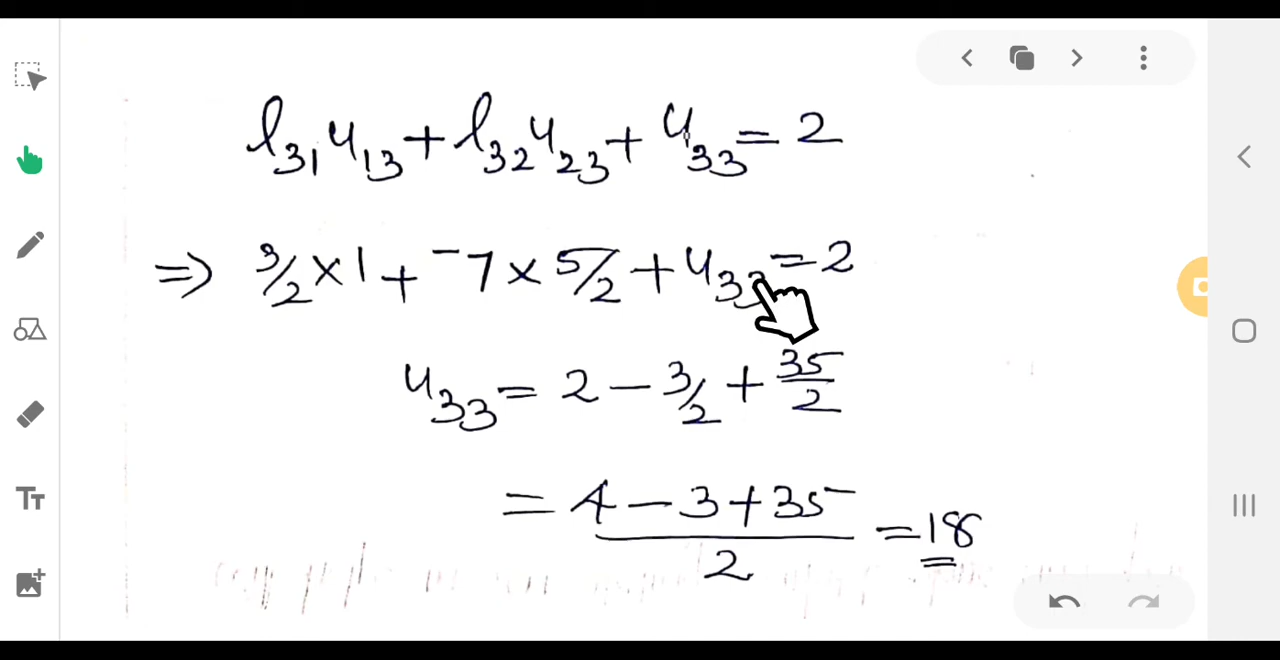 l₃₁u₁₃ + l₃₂u₂₃ + u₃₃ = 2
⇒ 3/2 × 1 + ⁻7 × 5/2 + u₃₃ = 2
u₃₃ = 2 − 3/2 + 35/2
= (4 − 3 + 35)/2 = 18
TT